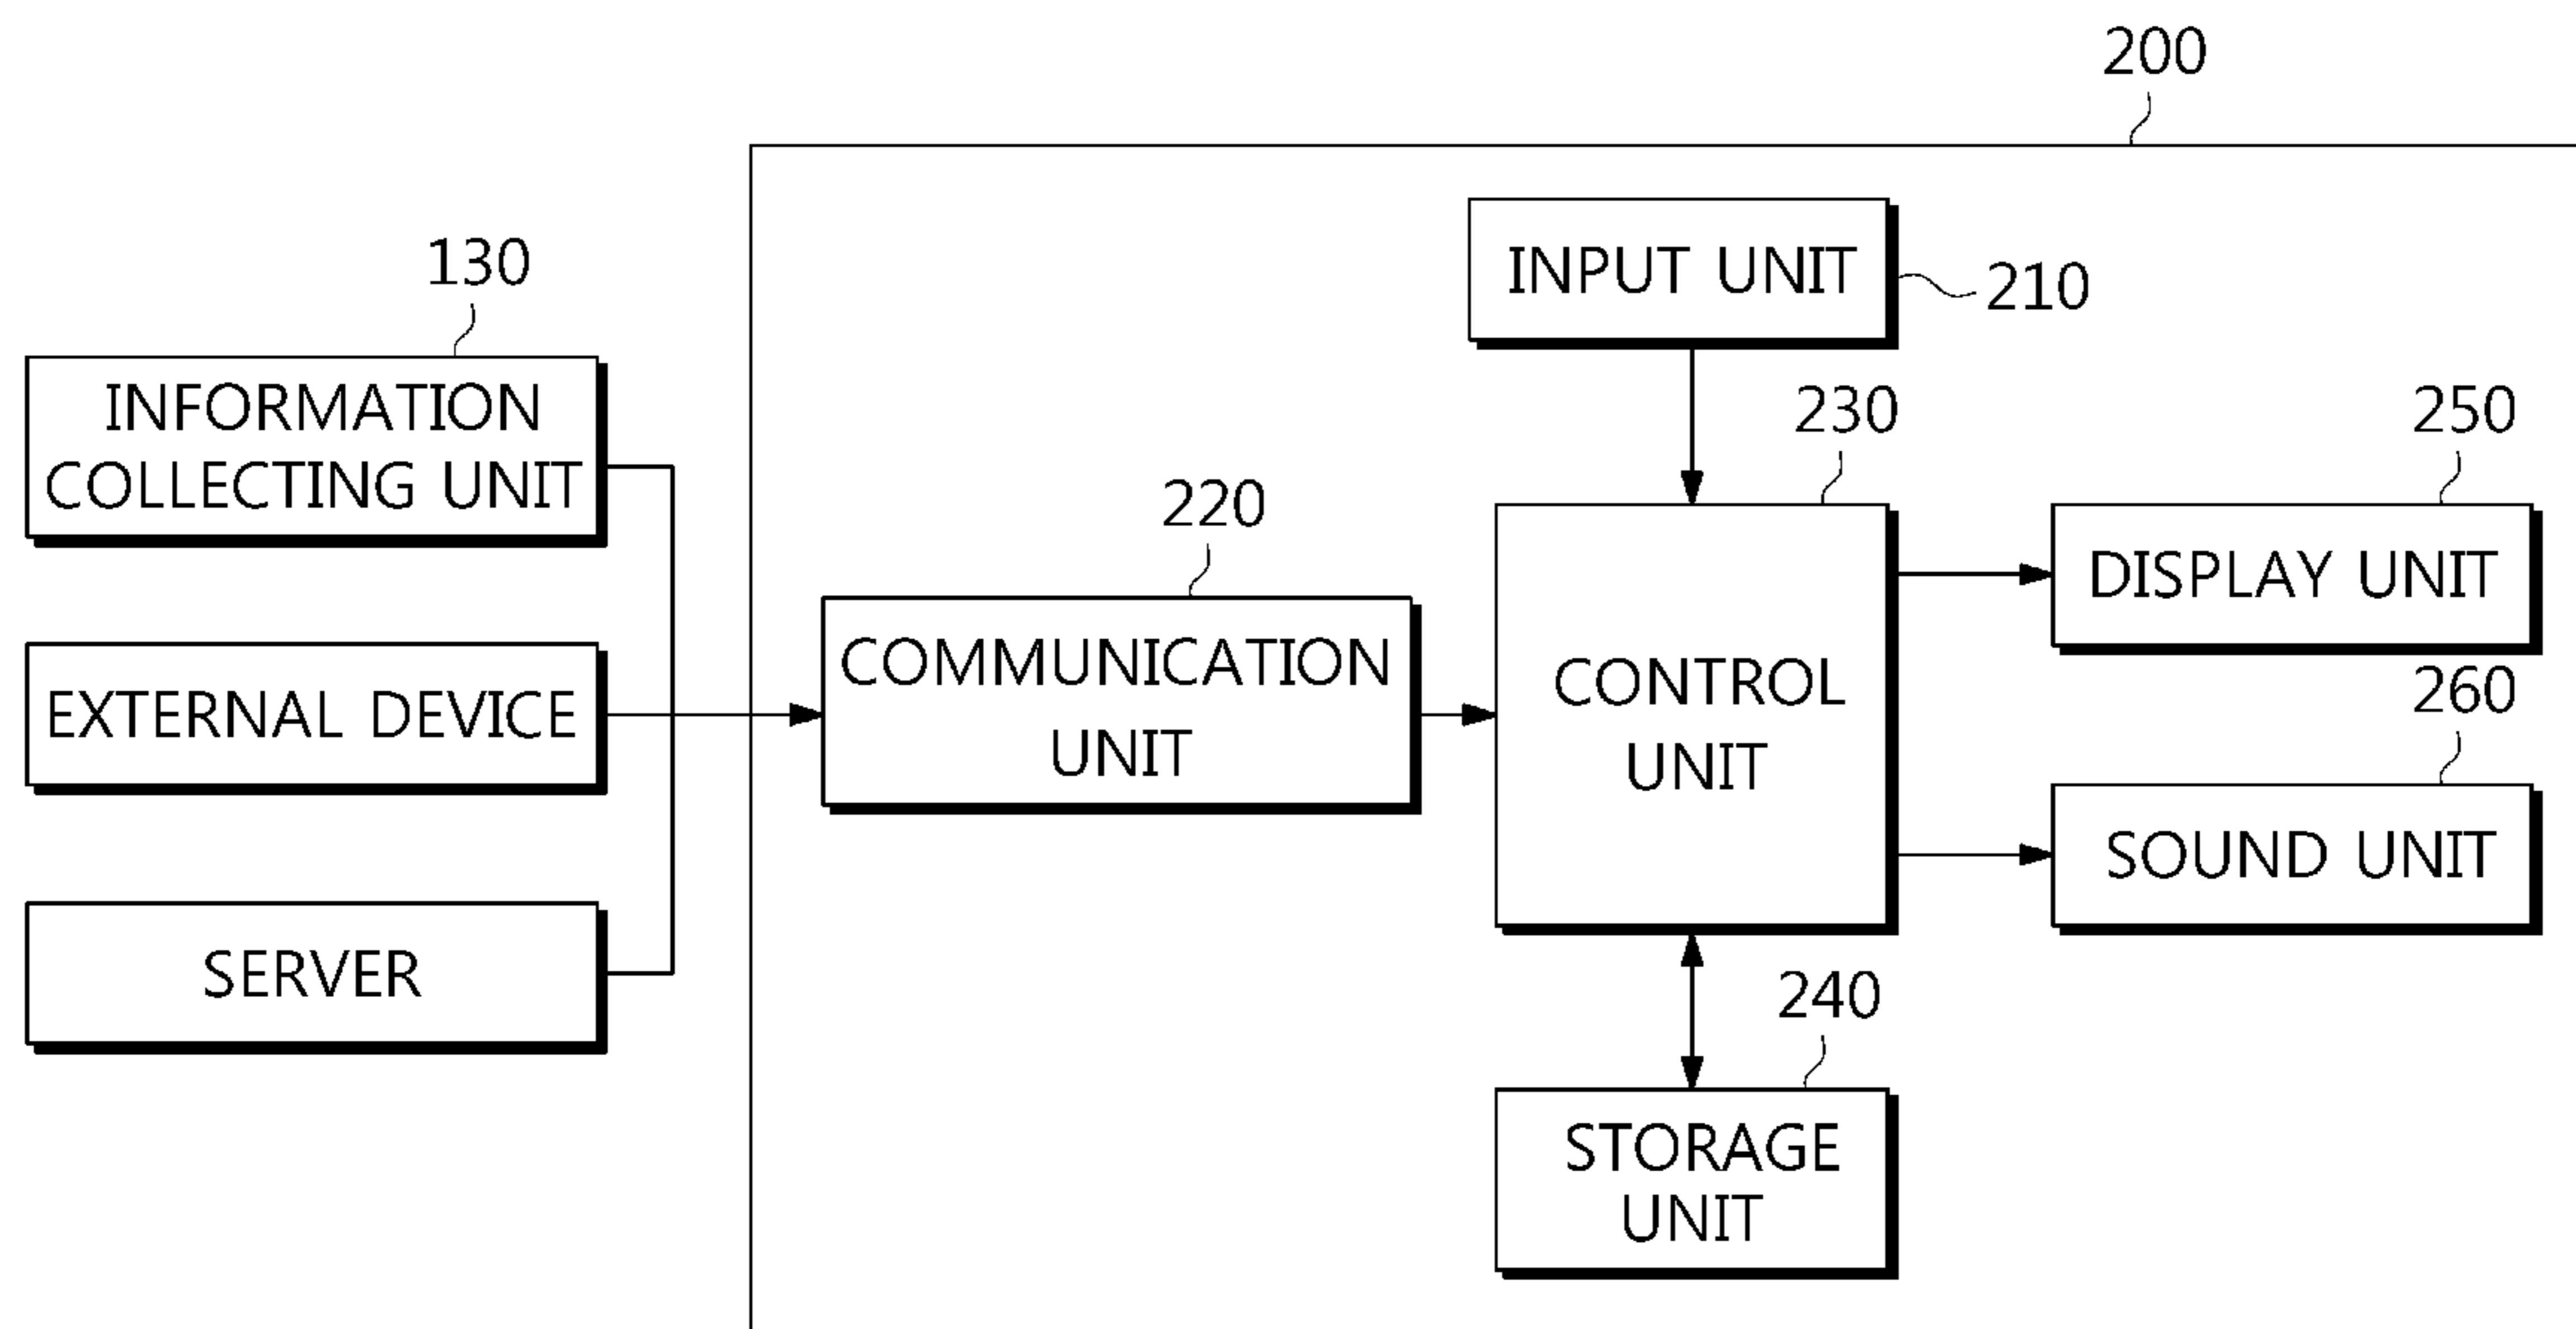 200
INPUT UNIT
210
130
INFORMATION
COLLECTING UNIT
230
250
220
DISPLAY UNIT
COMMUNICATION
UNIT
CONTROL
UNIT
260
EXTERNAL DEVICE
SOUND UNIT
SERVER
240
STORAGE
UNIT